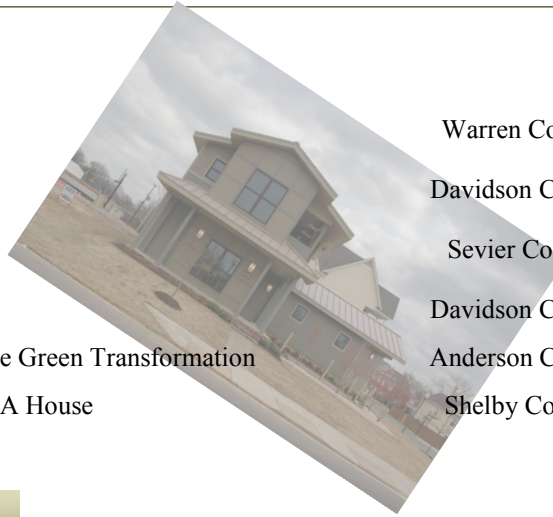 Warren Co
Davidson C
Sevier Co
Davidson C
e Green Transformation Anderson C
A House Shelby Co